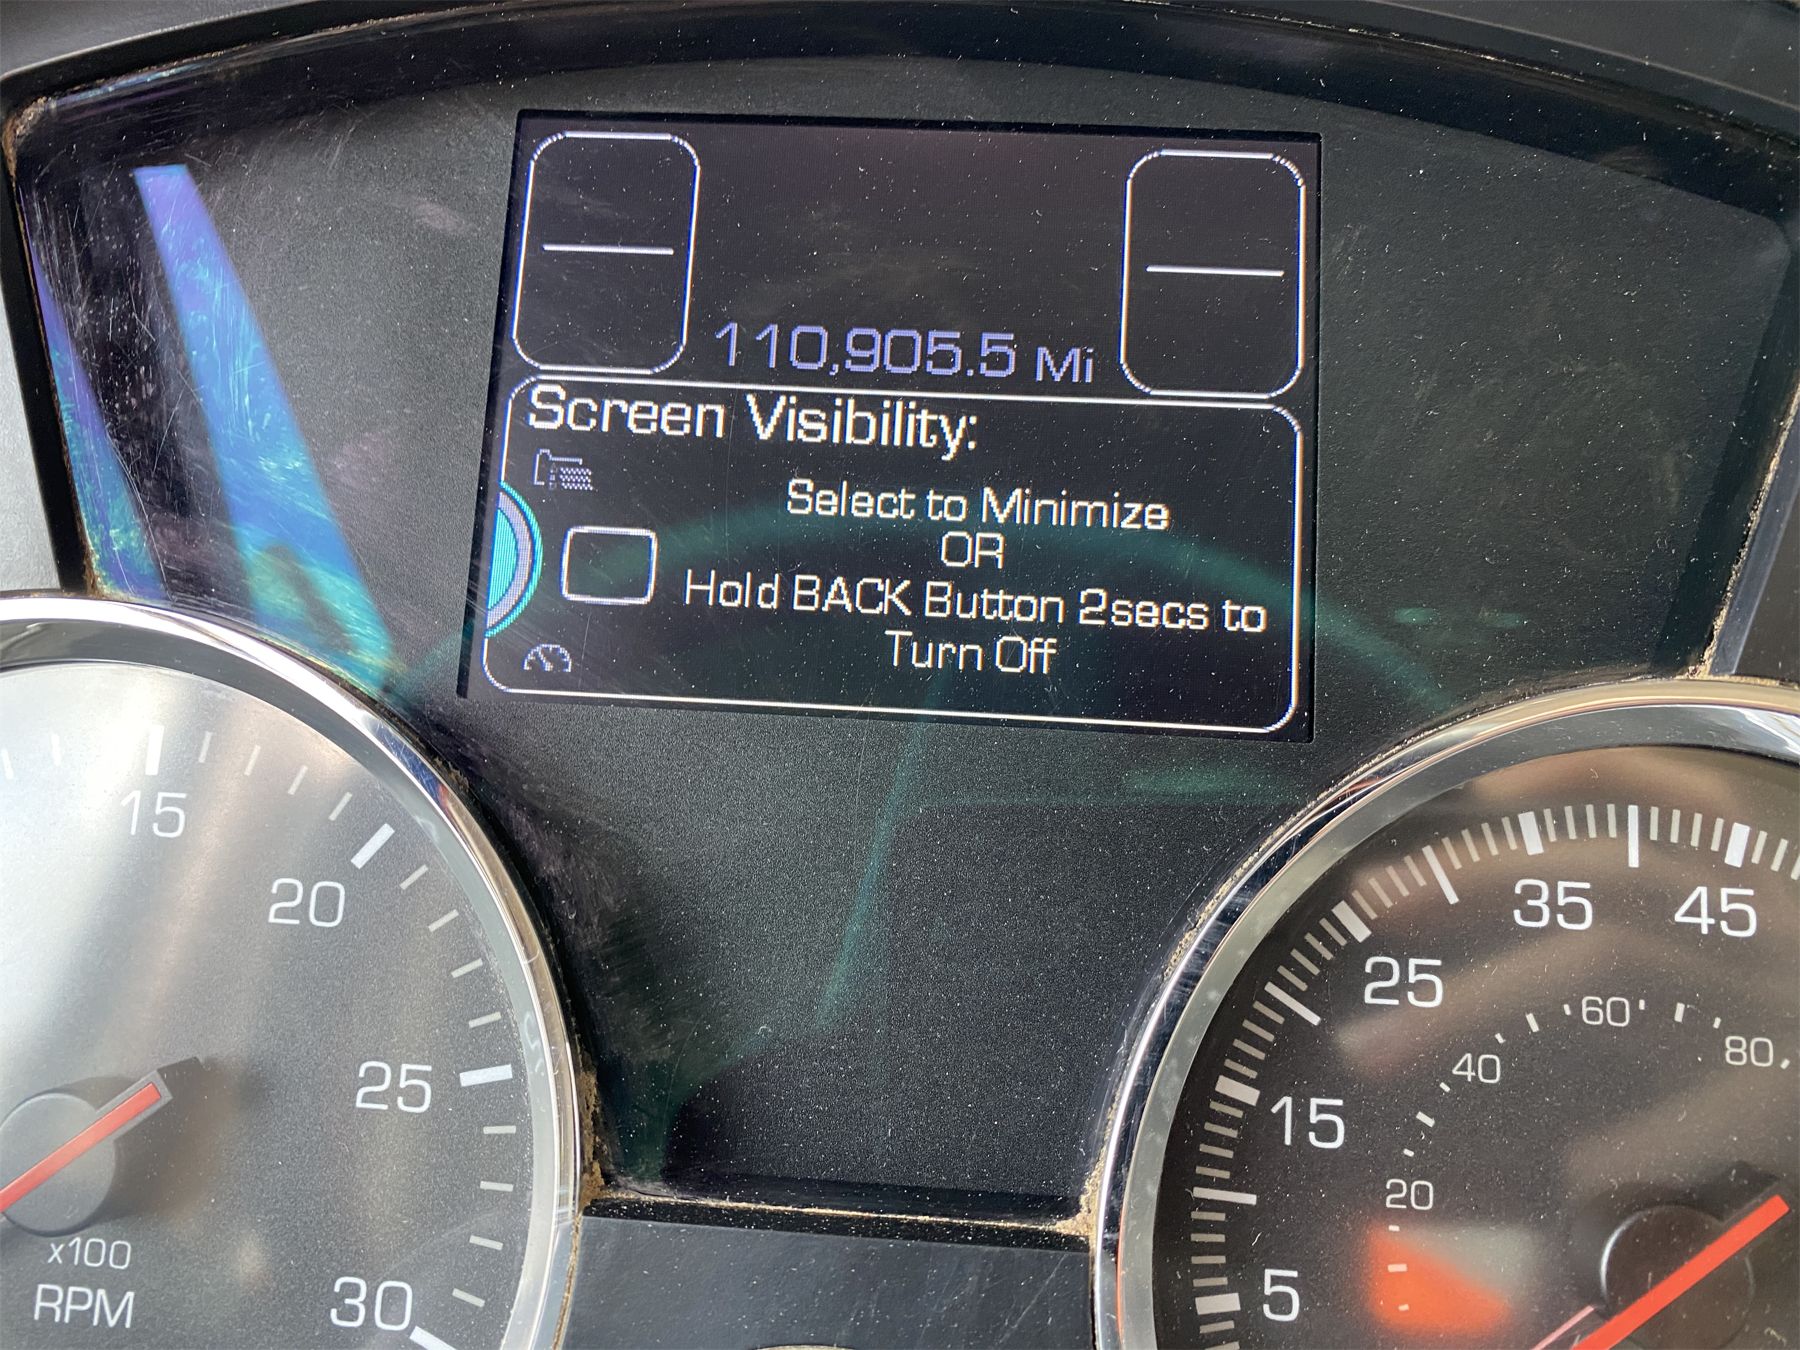 110,905.5 Mi
Screen Visibility:
Select to Minimize
OR
Hold BACK Button 2secs to
Turn Off
15
20
25
30
x100
RPM
5
15
25
35
45
20
40
60
80